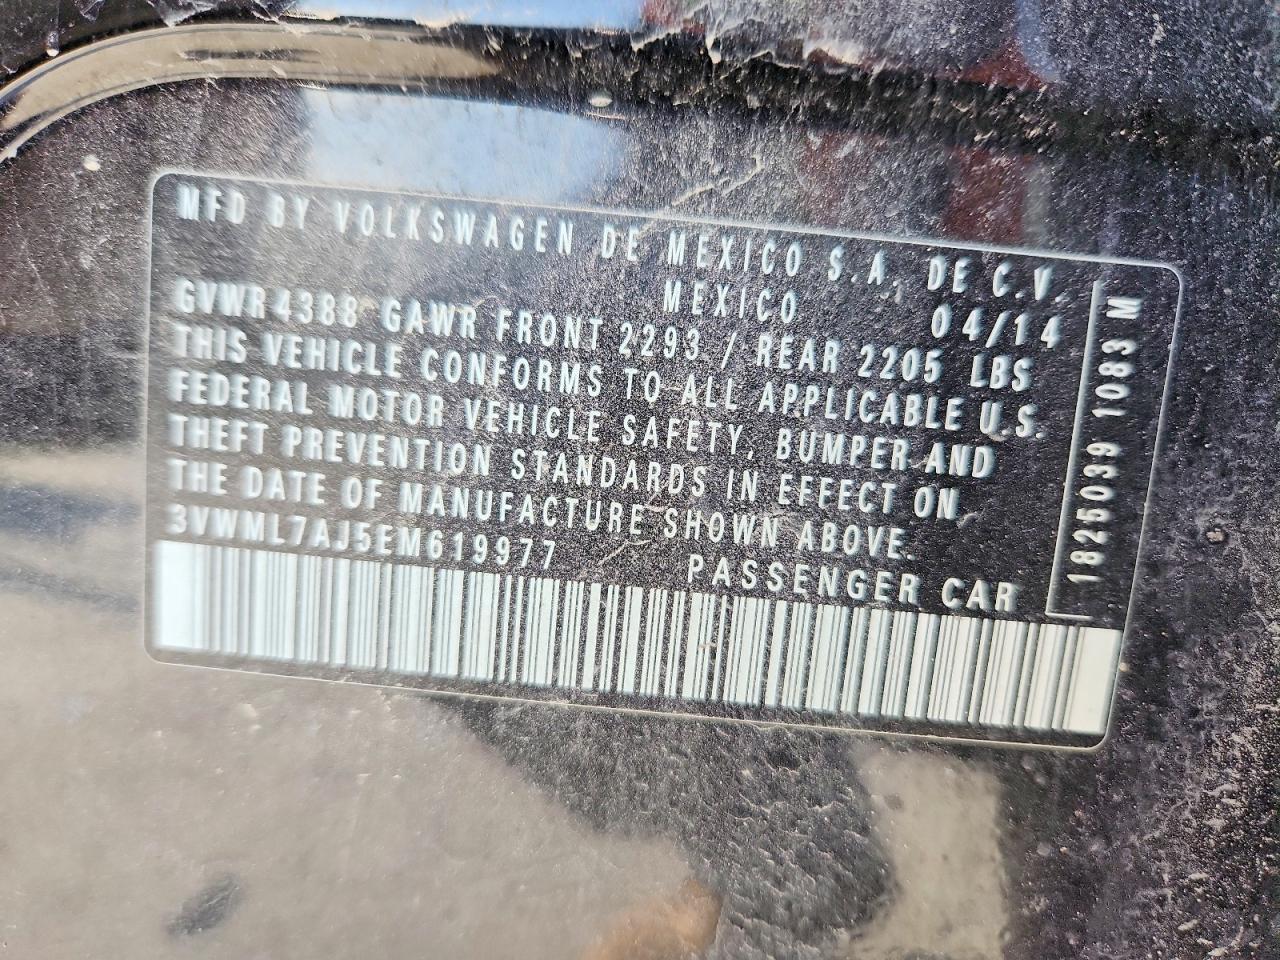 MFD BY VOLKSWAGEN DE MEXICO S.A. DE C.V.
MEXICO 04/14
GVWR 4388 GAWR FRONT 2293 / REAR 2205 LBS
THIS VEHICLE CONFORMS TO ALL APPLICABLE U.S.
FEDERAL MOTOR VEHICLE SAFETY, BUMPER AND
THEFT PREVENTION STANDARDS IN EFFECT ON
THE DATE OF MANUFACTURE SHOWN ABOVE.
3VWML7AJ5EM619977 PASSENGER CAR
1825039 1083 M